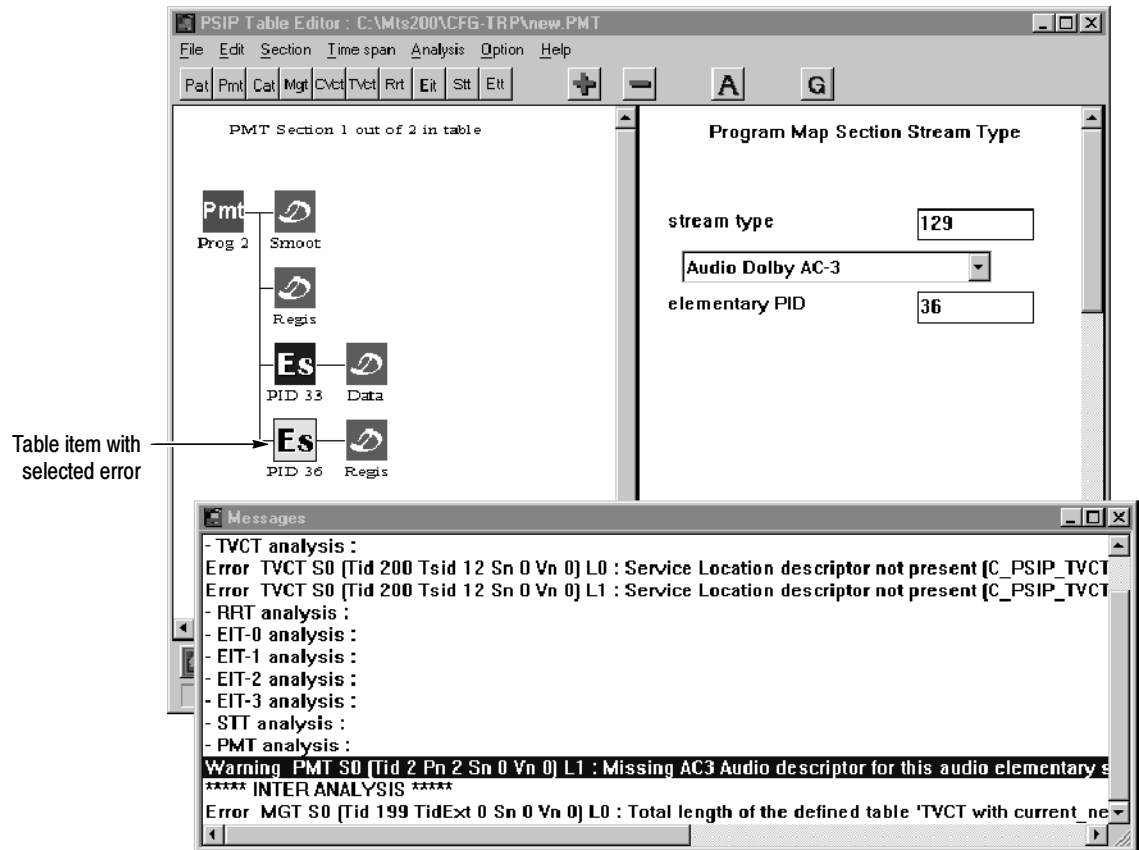 PSIP Table Editor : C:\Mts200\CFG-TRP\new.PMT
File Edit Section Time span Analysis Option Help
Pat Pmt Cat Mgt CVct TVct Rrt Eit Stt Ett + − A G
PMT Section 1 out of 2 in table
Pmt
Prog 2
Smoot
Regis
Es
PID 33
Data
Es
PID 36
Regis
Table item with
selected error
Program Map Section Stream Type
stream type 129
Audio Dolby AC-3
elementary PID 36
Messages
- TVCT analysis :
Error TVCT S0 (Tid 200 Tsid 12 Sn 0 Vn 0) L0 : Service Location descriptor not present (C_PSIP_TVCT
Error TVCT S0 (Tid 200 Tsid 12 Sn 0 Vn 0) L1 : Service Location descriptor not present (C_PSIP_TVCT
- RRT analysis :
- EIT-0 analysis :
- EIT-1 analysis :
- EIT-2 analysis :
- EIT-3 analysis :
- STT analysis :
- PMT analysis :
Warning PMT S0 (Tid 2 Pn 2 Sn 0 Vn 0) L1 : Missing AC3 Audio descriptor for this audio elementary s
***** INTER ANALYSIS *****
Error MGT S0 (Tid 199 TidExt 0 Sn 0 Vn 0) L0 : Total length of the defined table 'TVCT with current_ne